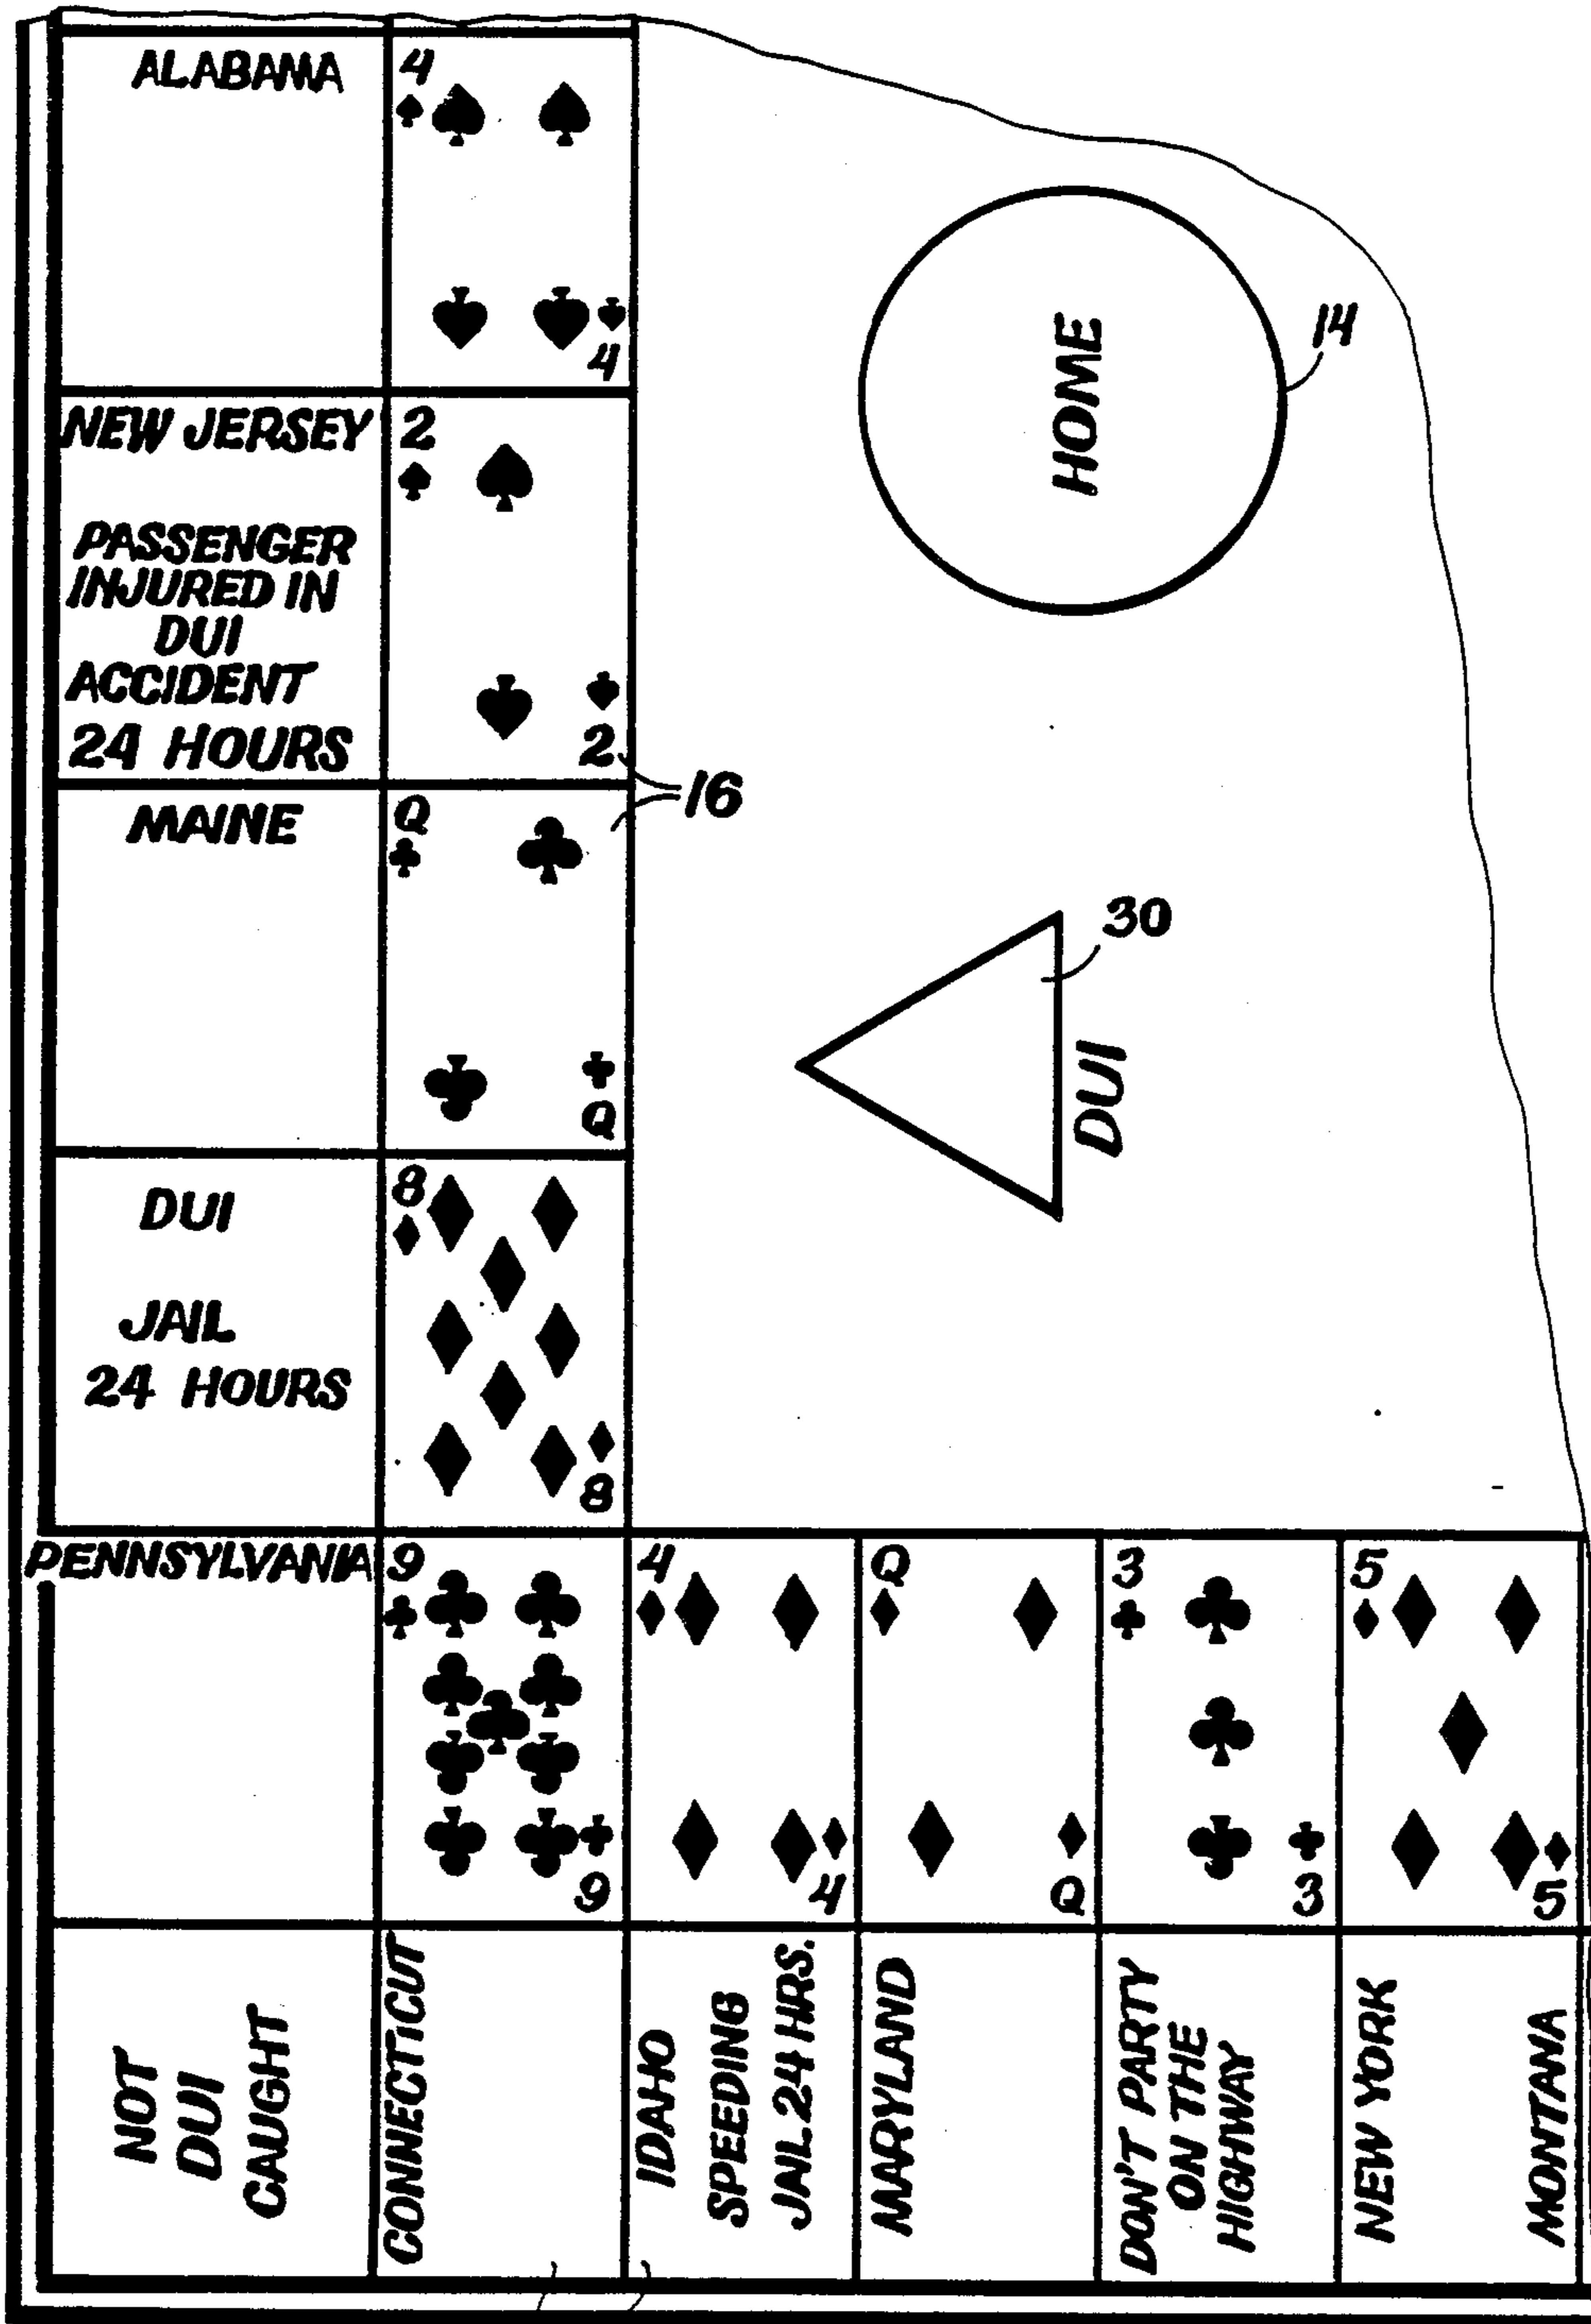 ALABAMA
4
4
NEW JERSEY
2
PASSENGER
INJURED IN
DUI
ACCIDENT
24 HOURS
2
HOME
14
16
MAINE
Q
Q
30
DUI
DUI
JAIL
24 HOURS
8
8
PENNSYLVANIA
9
9
4
4
Q
Q
3
3
5
5
NOT
DUI
CAUGHT
CONNECTICUT
IDAHO
SPEEDING
JAIL 24 HRS.
MARYLAND
DON'T PARTY
ON THE
HIGHWAY
NEW YORK
MONTANA